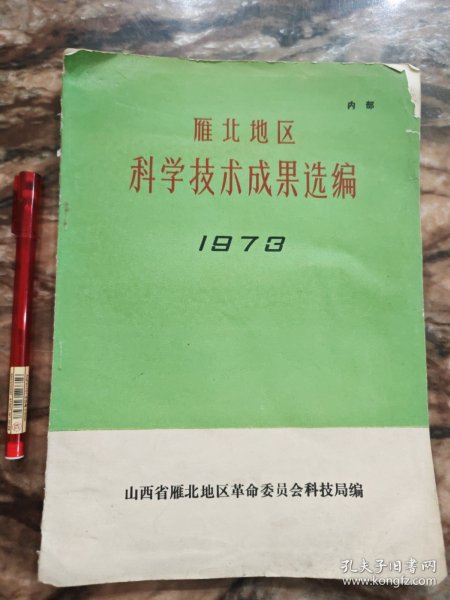 内部
雁北地区
科学技术成果选编
1973
山西省雁北地区革命委员会科技局编
孔夫子旧书网
www.kongfz.com